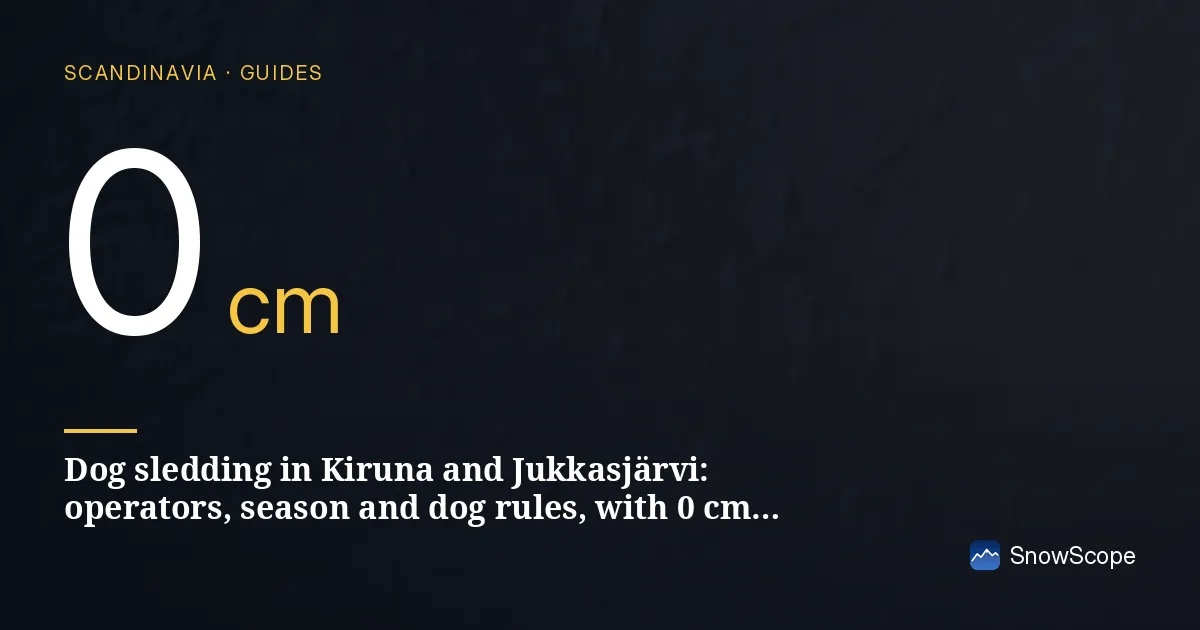 SCANDINAVIA · GUIDES
0 cm
Dog sledding in Kiruna and Jukkasjärvi:
operators, season and dog rules, with 0 cm...
SnowScope